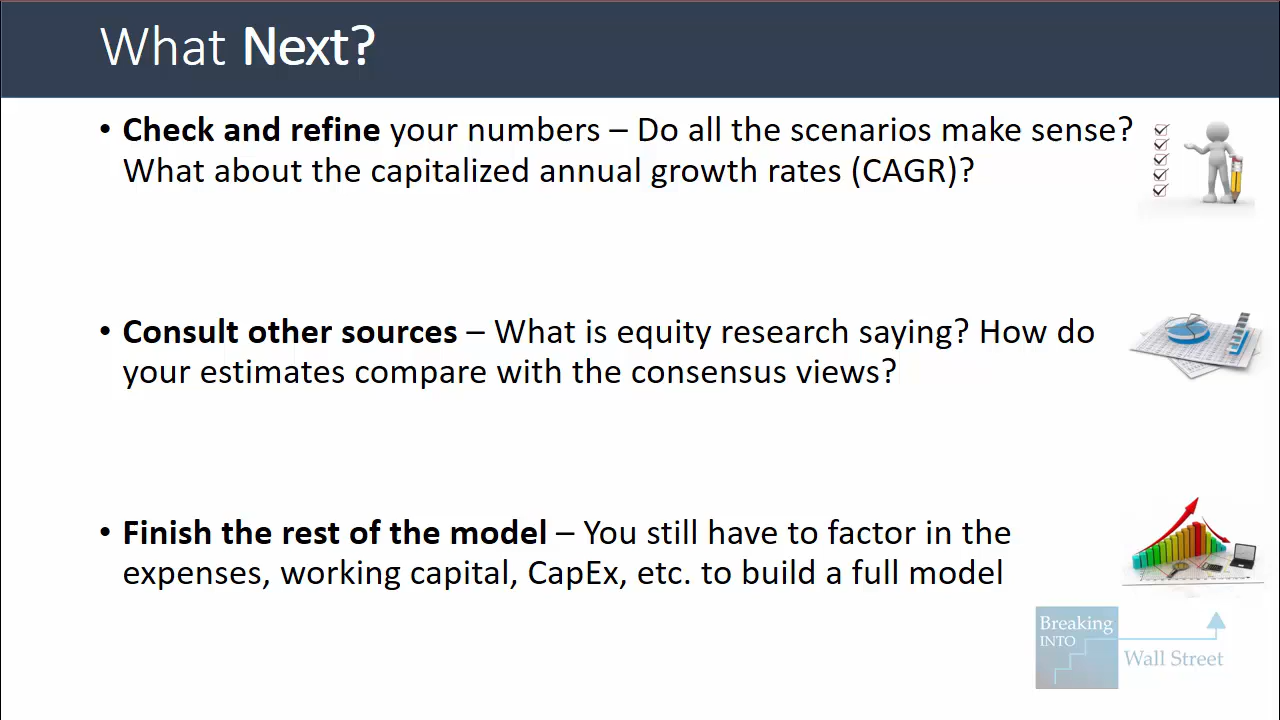 What Next?
• Check and refine your numbers – Do all the scenarios make sense?
What about the capitalized annual growth rates (CAGR)?
• Consult other sources – What is equity research saying? How do
your estimates compare with the consensus views?
• Finish the rest of the model – You still have to factor in the
expenses, working capital, CapEx, etc. to build a full model
Breaking
INTO
Wall Street